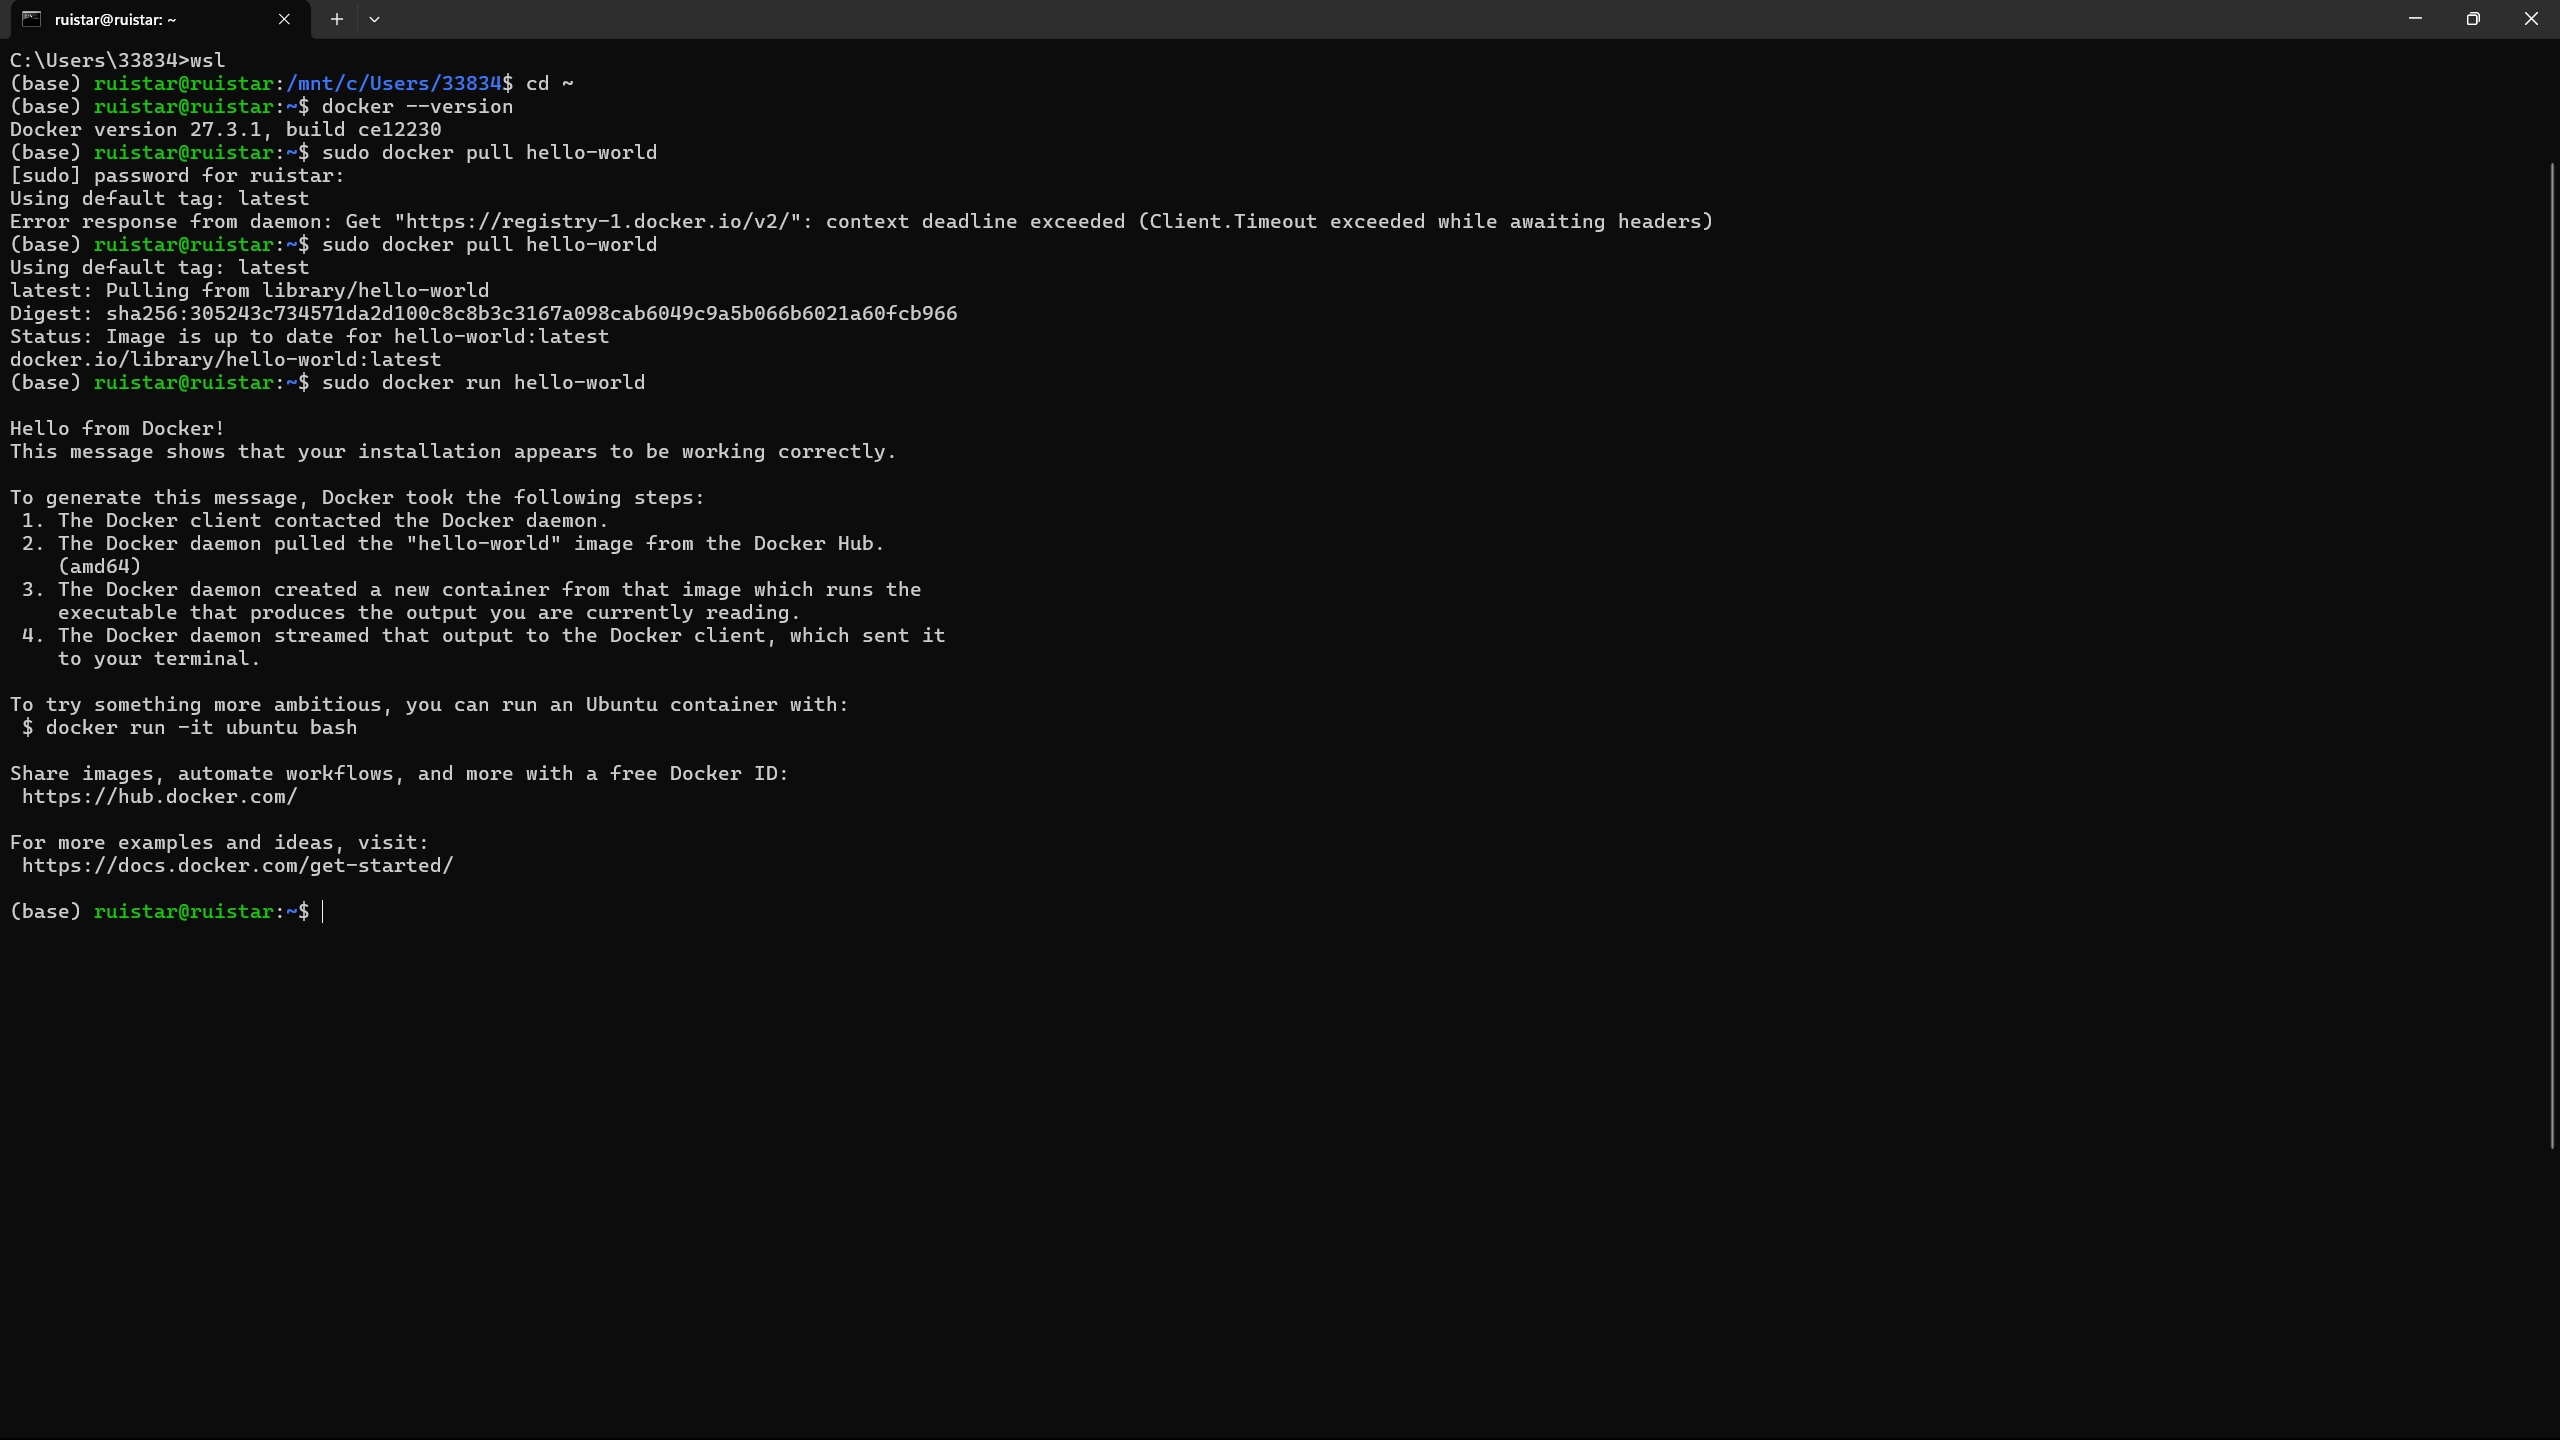 ruistar@ruistar: ~
C:\Users\33834>wsl
(base) ruistar@ruistar:/mnt/c/Users/33834$ cd ~
(base) ruistar@ruistar:~$ docker --version
Docker version 27.3.1, build ce12230
(base) ruistar@ruistar:~$ sudo docker pull hello-world
[sudo] password for ruistar:
Using default tag: latest
Error response from daemon: Get "https://registry-1.docker.io/v2/": context deadline exceeded (Client.Timeout exceeded while awaiting headers)
(base) ruistar@ruistar:~$ sudo docker pull hello-world
Using default tag: latest
latest: Pulling from library/hello-world
Digest: sha256:305243c734571da2d100c8c8b3c3167a098cab6049c9a5b066b6021a60fcb966
Status: Image is up to date for hello-world:latest
docker.io/library/hello-world:latest
(base) ruistar@ruistar:~$ sudo docker run hello-world
Hello from Docker!
This message shows that your installation appears to be working correctly.
To generate this message, Docker took the following steps:
1. The Docker client contacted the Docker daemon.
2. The Docker daemon pulled the "hello-world" image from the Docker Hub.
(amd64)
3. The Docker daemon created a new container from that image which runs the
executable that produces the output you are currently reading.
4. The Docker daemon streamed that output to the Docker client, which sent it
to your terminal.
To try something more ambitious, you can run an Ubuntu container with:
$ docker run -it ubuntu bash
Share images, automate workflows, and more with a free Docker ID:
https://hub.docker.com/
For more examples and ideas, visit:
https://docs.docker.com/get-started/
(base) ruistar@ruistar:~$